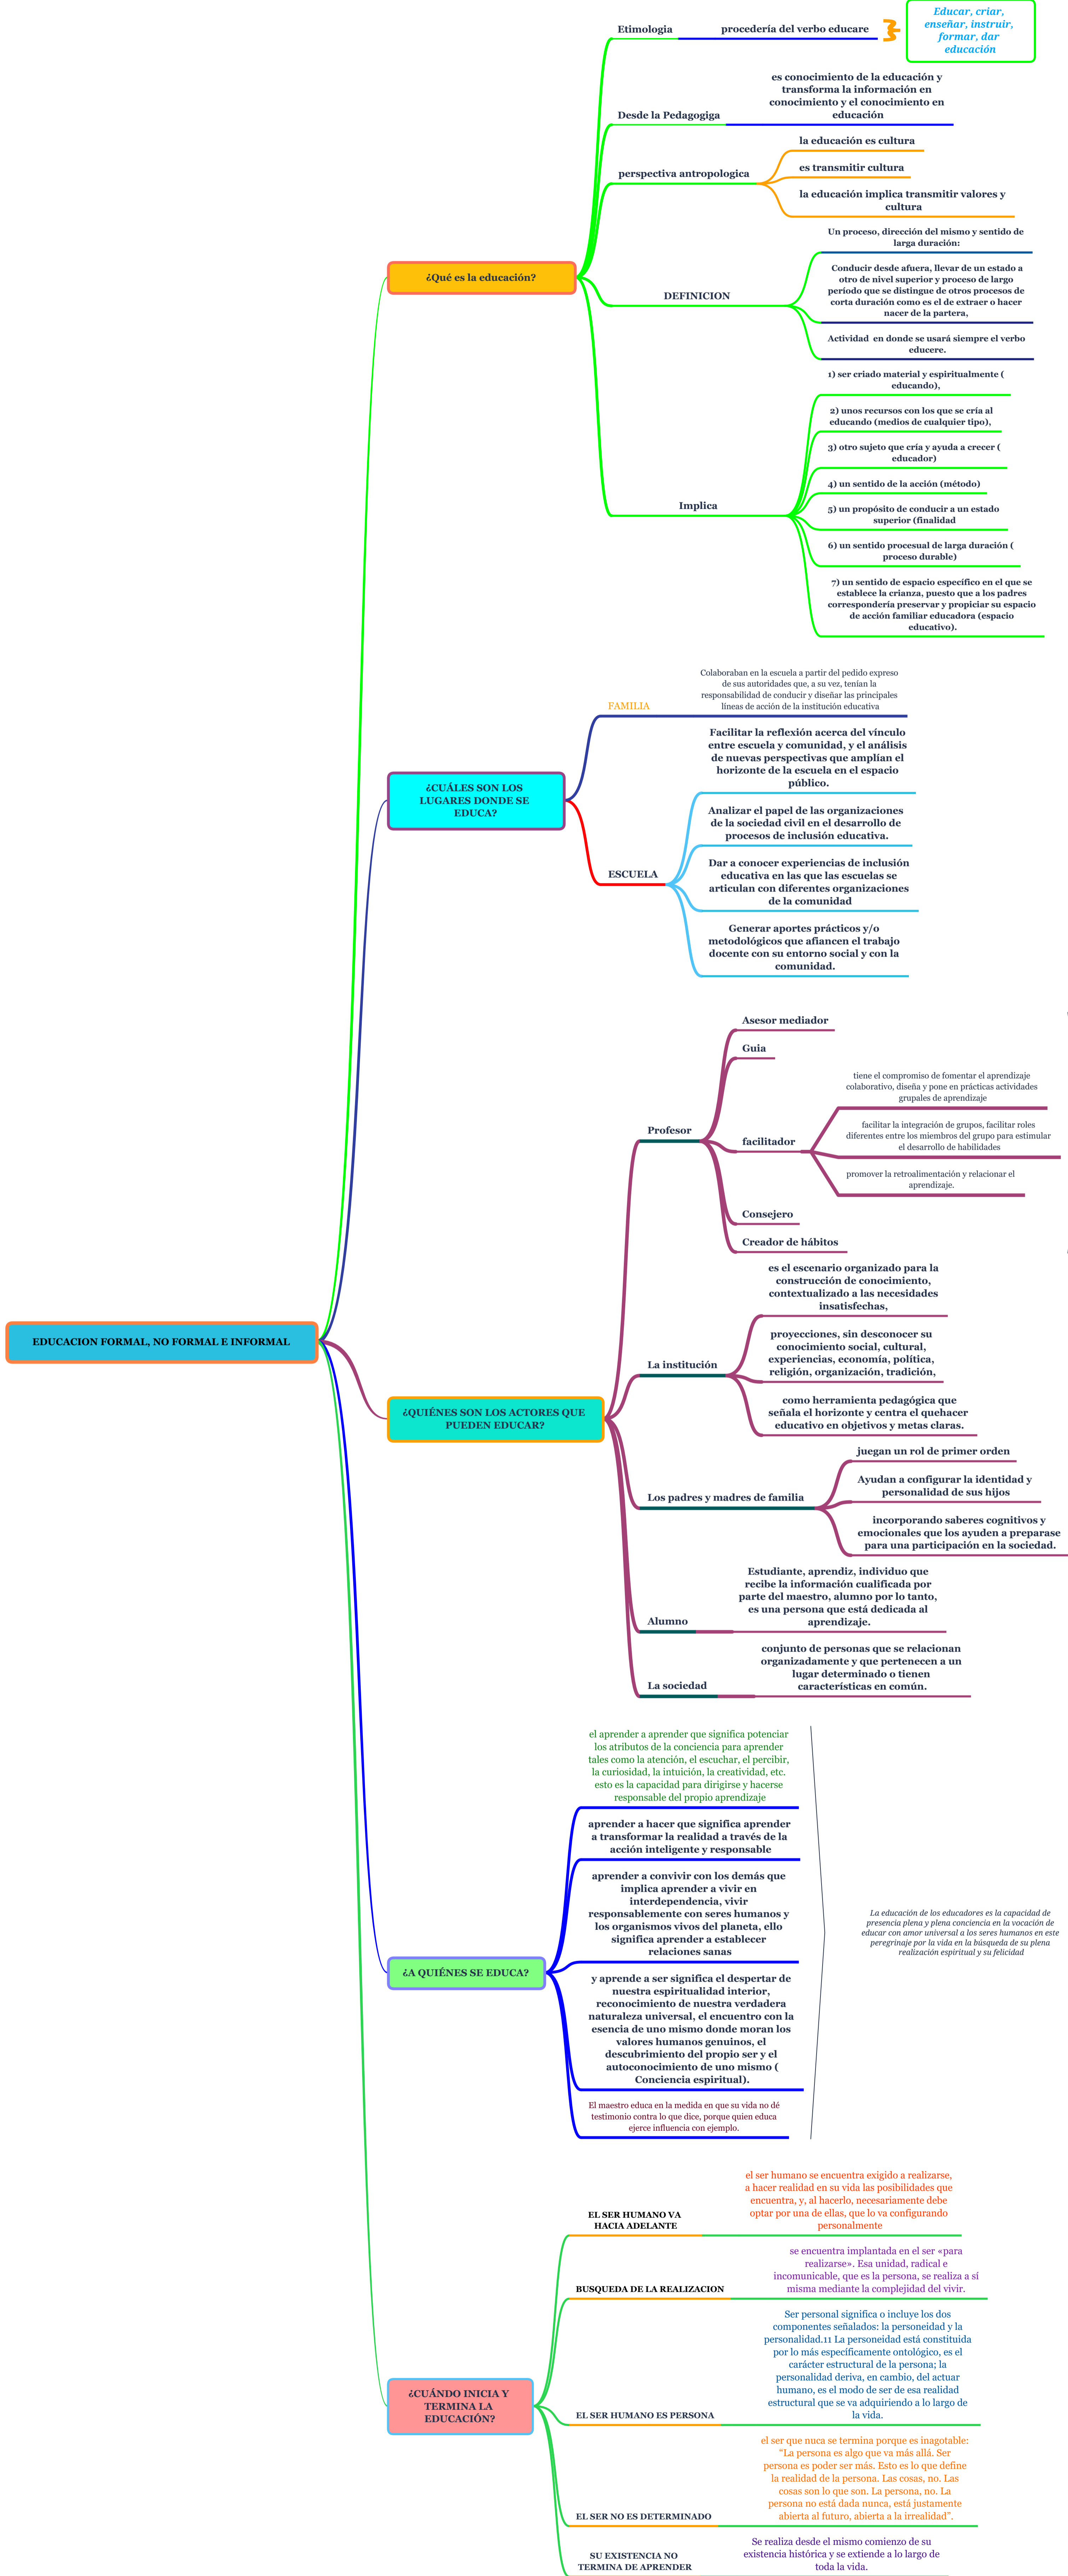 Etimologia
procedería del verbo educare
Educar, criar,
enseñar, instruir,
formar, dar
educación
Desde la Pedagogiga
es conocimiento de la educación y
transforma la información en
conocimiento y el conocimiento en
educación
perspectiva antropologica
la educación es cultura
es transmitir cultura
la educación implica transmitir valores y
cultura
¿Qué es la educación?
DEFINICION
Un proceso, dirección del mismo y sentido de
larga duración:
Conducir desde afuera, llevar de un estado a
otro de nivel superior y proceso de largo
período que se distingue de otros procesos de
corta duración como es el de extraer o hacer
nacer de la partera,
Actividad en donde se usará siempre el verbo
educere.
Implica
1) ser criado material y espiritualmente (
educando),
2) unos recursos con los que se cría al
educando (medios de cualquier tipo),
3) otro sujeto que cría y ayuda a crecer (
educador)
4) un sentido de la acción (método)
5) un propósito de conducir a un estado
superior (finalidad
6) un sentido procesual de larga duración (
proceso durable)
7) un sentido de espacio específico en el que se
establece la crianza, puesto que a los padres
correspondería preservar y propiciar su espacio
de acción familiar educadora (espacio
educativo).
¿CUÁLES SON LOS
LUGARES DONDE SE
EDUCA?
FAMILIA
Colaboraban en la escuela a partir del pedido expreso
de sus autoridades que, a su vez, tenían la
responsabilidad de conducir y diseñar las principales
líneas de acción de la institución educativa
ESCUELA
Facilitar la reflexión acerca del vínculo
entre escuela y comunidad, y el análisis
de nuevas perspectivas que amplían el
horizonte de la escuela en el espacio
público.
Analizar el papel de las organizaciones
de la sociedad civil en el desarrollo de
procesos de inclusión educativa.
Dar a conocer experiencias de inclusión
educativa en las que las escuelas se
articulan con diferentes organizaciones
de la comunidad
Generar aportes prácticos y/o
metodológicos que afiancen el trabajo
docente con su entorno social y con la
comunidad.
EDUCACION FORMAL, NO FORMAL E INFORMAL
¿QUIÉNES SON LOS ACTORES QUE
PUEDEN EDUCAR?
Profesor
Asesor mediador
Guia
facilitador
tiene el compromiso de fomentar el aprendizaje
colaborativo, diseña y pone en prácticas actividades
grupales de aprendizaje
facilitar la integración de grupos, facilitar roles
diferentes entre los miembros del grupo para estimular
el desarrollo de habilidades
promover la retroalimentación y relacionar el
aprendizaje.
Consejero
Creador de hábitos
La institución
es el escenario organizado para la
construcción de conocimiento,
contextualizado a las necesidades
insatisfechas,
proyecciones, sin desconocer su
conocimiento social, cultural,
experiencias, economía, política,
religión, organización, tradición,
como herramienta pedagógica que
señala el horizonte y centra el quehacer
educativo en objetivos y metas claras.
Los padres y madres de familia
juegan un rol de primer orden
Ayudan a configurar la identidad y
personalidad de sus hijos
incorporando saberes cognitivos y
emocionales que los ayuden a preparase
para una participación en la sociedad.
Alumno
Estudiante, aprendiz, individuo que
recibe la información cualificada por
parte del maestro, alumno por lo tanto,
es una persona que está dedicada al
aprendizaje.
La sociedad
conjunto de personas que se relacionan
organizadamente y que pertenecen a un
lugar determinado o tienen
características en común.
¿A QUIÉNES SE EDUCA?
el aprender a aprender que significa potenciar
los atributos de la conciencia para aprender
tales como la atención, el escuchar, el percibir,
la curiosidad, la intuición, la creatividad, etc.
esto es la capacidad para dirigirse y hacerse
responsable del propio aprendizaje
aprender a hacer que significa aprender
a transformar la realidad a través de la
acción inteligente y responsable
aprender a convivir con los demás que
implica aprender a vivir en
interdependencia, vivir
responsablemente con seres humanos y
los organismos vivos del planeta, ello
significa aprender a establecer
relaciones sanas
y aprende a ser significa el despertar de
nuestra espiritualidad interior,
reconocimiento de nuestra verdadera
naturaleza universal, el encuentro con la
esencia de uno mismo donde moran los
valores humanos genuinos, el
descubrimiento del propio ser y el
autoconocimiento de uno mismo (
Conciencia espiritual).
El maestro educa en la medida en que su vida no dé
testimonio contra lo que dice, porque quien educa
ejerce influencia con ejemplo.
La educación de los educadores es la capacidad de
presencia plena y plena conciencia en la vocación de
educar con amor universal a los seres humanos en este
peregrinaje por la vida en la búsqueda de su plena
realización espiritual y su felicidad
¿CUÁNDO INICIA Y
TERMINA LA
EDUCACIÓN?
EL SER HUMANO VA
HACIA ADELANTE
el ser humano se encuentra exigido a realizarse,
a hacer realidad en su vida las posibilidades que
encuentra, y, al hacerlo, necesariamente debe
optar por una de ellas, que lo va configurando
personalmente
BUSQUEDA DE LA REALIZACION
se encuentra implantada en el ser «para
realizarse». Esa unidad, radical e
incomunicable, que es la persona, se realiza a sí
misma mediante la complejidad del vivir.
EL SER HUMANO ES PERSONA
Ser personal significa o incluye los dos
componentes señalados: la personeidad y la
personalidad.11 La personeidad está constituida
por lo más específicamente ontológico, es el
carácter estructural de la persona; la
personalidad deriva, en cambio, del actuar
humano, es el modo de ser de esa realidad
estructural que se va adquiriendo a lo largo de
la vida.
EL SER NO ES DETERMINADO
el ser que nuca se termina porque es inagotable:
"La persona es algo que va más allá. Ser
persona es poder ser más. Esto es lo que define
la realidad de la persona. Las cosas, no. Las
cosas son lo que son. La persona, no. La
persona no está dada nunca, está justamente
abierta al futuro, abierta a la irrealidad".
SU EXISTENCIA NO
TERMINA DE APRENDER
Se realiza desde el mismo comienzo de su
existencia histórica y se extiende a lo largo de
toda la vida.